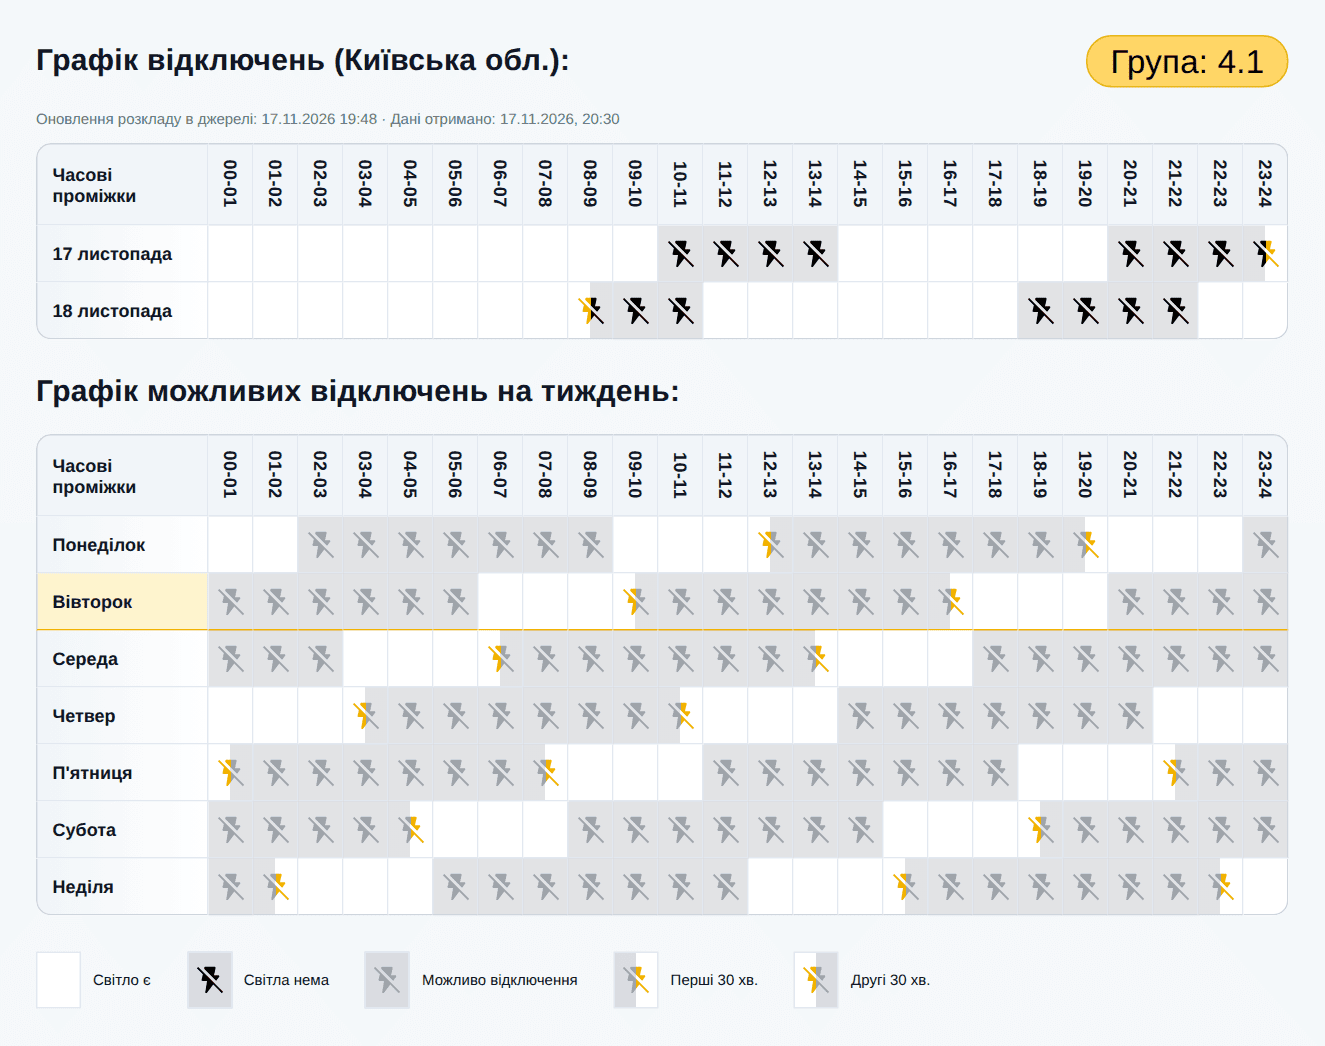 Графік відключень (Київська обл.):
Група: 4.1
Оновлення розкладу в джерелі: 17.11.2026 19:48 · Дані отримано: 17.11.2026, 20:30
Часові
проміжки
00-01 01-02 02-03 03-04 04-05 05-06 06-07 07-08 08-09 09-10 10-11 11-12 12-13 13-14 14-15 15-16 16-17 17-18 18-19 19-20 20-21 21-22 22-23 23-24
17 листопада
18 листопада
Графік можливих відключень на тиждень:
Часові
проміжки
00-01 01-02 02-03 03-04 04-05 05-06 06-07 07-08 08-09 09-10 10-11 11-12 12-13 13-14 14-15 15-16 16-17 17-18 18-19 19-20 20-21 21-22 22-23 23-24
Понеділок
Вівторок
Середа
Четвер
П'ятниця
Субота
Неділя
Світло є
Світла нема
Можливо відключення
Перші 30 хв.
Другі 30 хв.